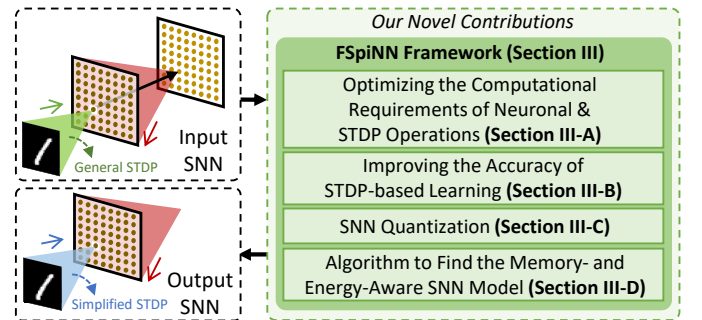 General STDP
Input
SNN
Simplified STDP
Output
SNN
Our Novel Contributions
FSpiNN Framework (Section III)
Optimizing the Computational
Requirements of Neuronal &
STDP Operations (Section III-A)
Improving the Accuracy of
STDP-based Learning (Section III-B)
SNN Quantization (Section III-C)
Algorithm to Find the Memory- and
Energy-Aware SNN Model (Section III-D)